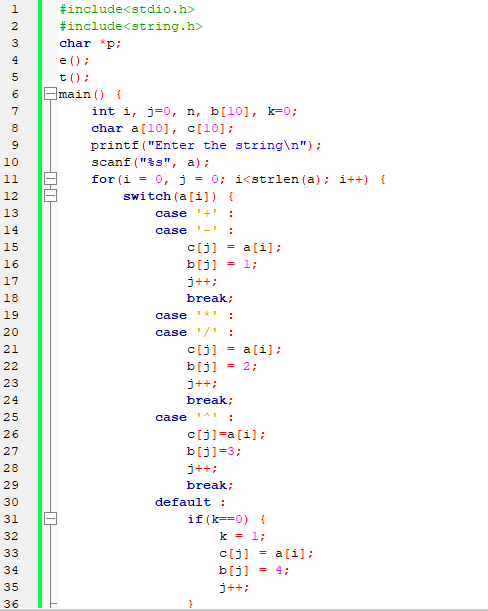 1 #include<stdio.h>
2 #include<string.h>
3 char *p;
4 e();
5 t();
6 main() {
7 int i, j=0, n, b[10], k=0;
8 char a[10], c[10];
9 printf("Enter the string\n");
10 scanf("%s", a);
11 for(i = 0, j = 0; i<strlen(a); i++) {
12 switch(a[i]) {
13 case '+' :
14 case '-' :
15 c[j] = a[i];
16 b[j] = 1;
17 j++;
18 break;
19 case '*' :
20 case '/' :
21 c[j] = a[i];
22 b[j] = 2;
23 j++;
24 break;
25 case '^' :
26 c[j]=a[i];
27 b[j]=3;
28 j++;
29 break;
30 default :
31 if(k==0) {
32 k = 1;
33 c[j] = a[i];
34 b[j] = 4;
35 j++;
36 }